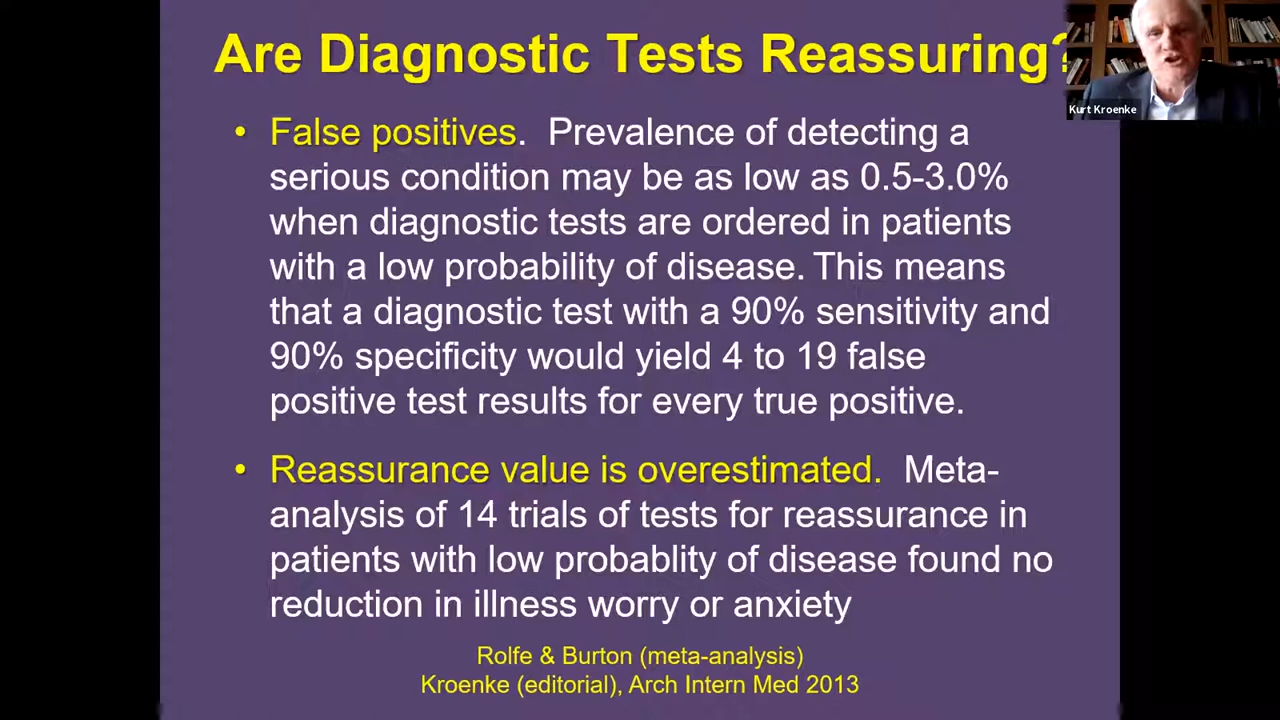 Are Diagnostic Tests Reassuring?
Kurt Kroenke
• False positives. Prevalence of detecting a
serious condition may be as low as 0.5-3.0%
when diagnostic tests are ordered in patients
with a low probability of disease. This means
that a diagnostic test with a 90% sensitivity and
90% specificity would yield 4 to 19 false
positive test results for every true positive.
• Reassurance value is overestimated. Meta-
analysis of 14 trials of tests for reassurance in
patients with low probablity of disease found no
reduction in illness worry or anxiety
Rolfe & Burton (meta-analysis)
Kroenke (editorial), Arch Intern Med 2013